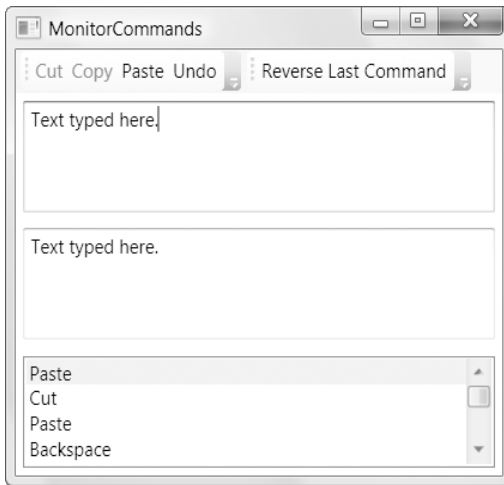 MonitorCommands
Cut Copy Paste Undo Reverse Last Command
Text typed here.
Text typed here.
Paste
Cut
Paste
Backspace